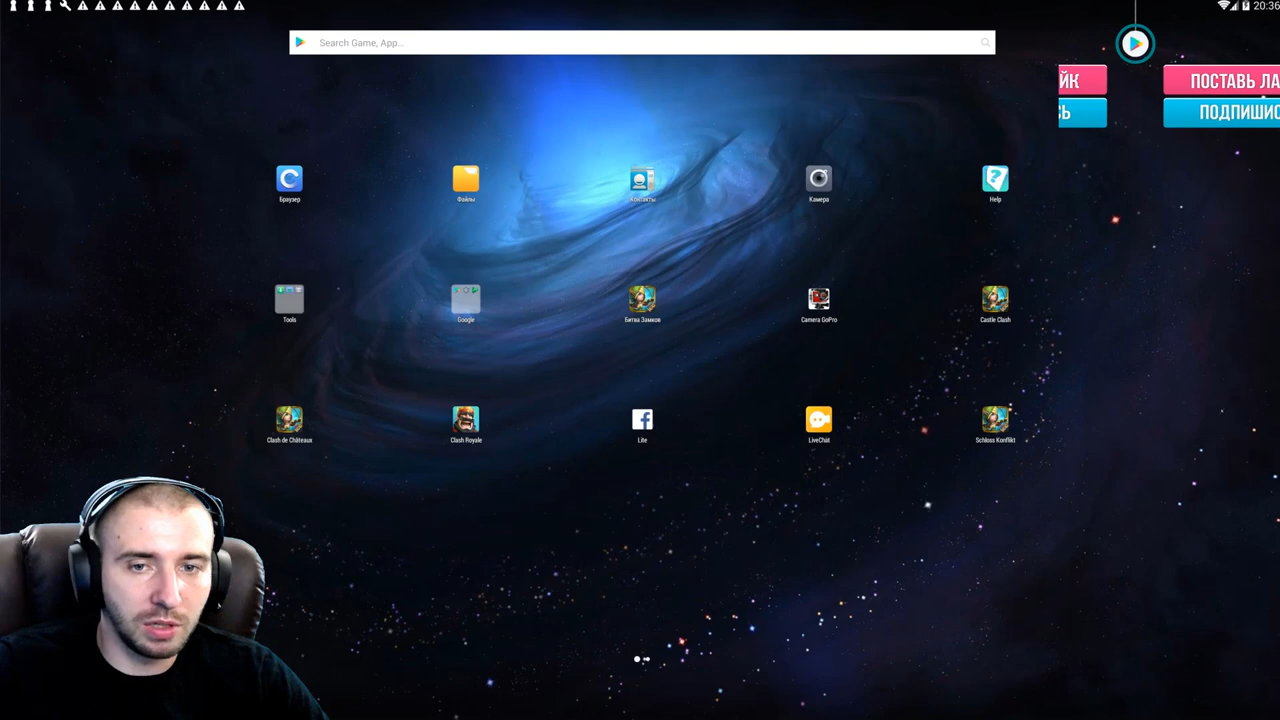 20:36
Search Game, App...
ЙК
ПОСТАВЬ ЛА
Ь
ПОДПИШИС
Браузер
Файлы
Контакты
Камера
Help
Tools
Google
Битва Замков
Camera GoPro
Castle Clash
Clash de Châteaux
Clash Royale
Lite
LiveChat
Schloss Konflikt